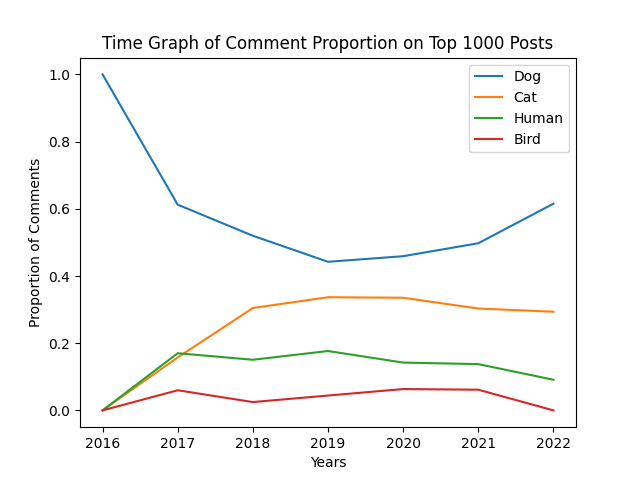 Time Graph of Comment Proportion on Top 1000 Posts
Dog
Cat
Human
Bird
Proportion of Comments
1.0
0.8
0.6
0.4
0.2
0.0
2016 2017 2018 2019 2020 2021 2022
Years